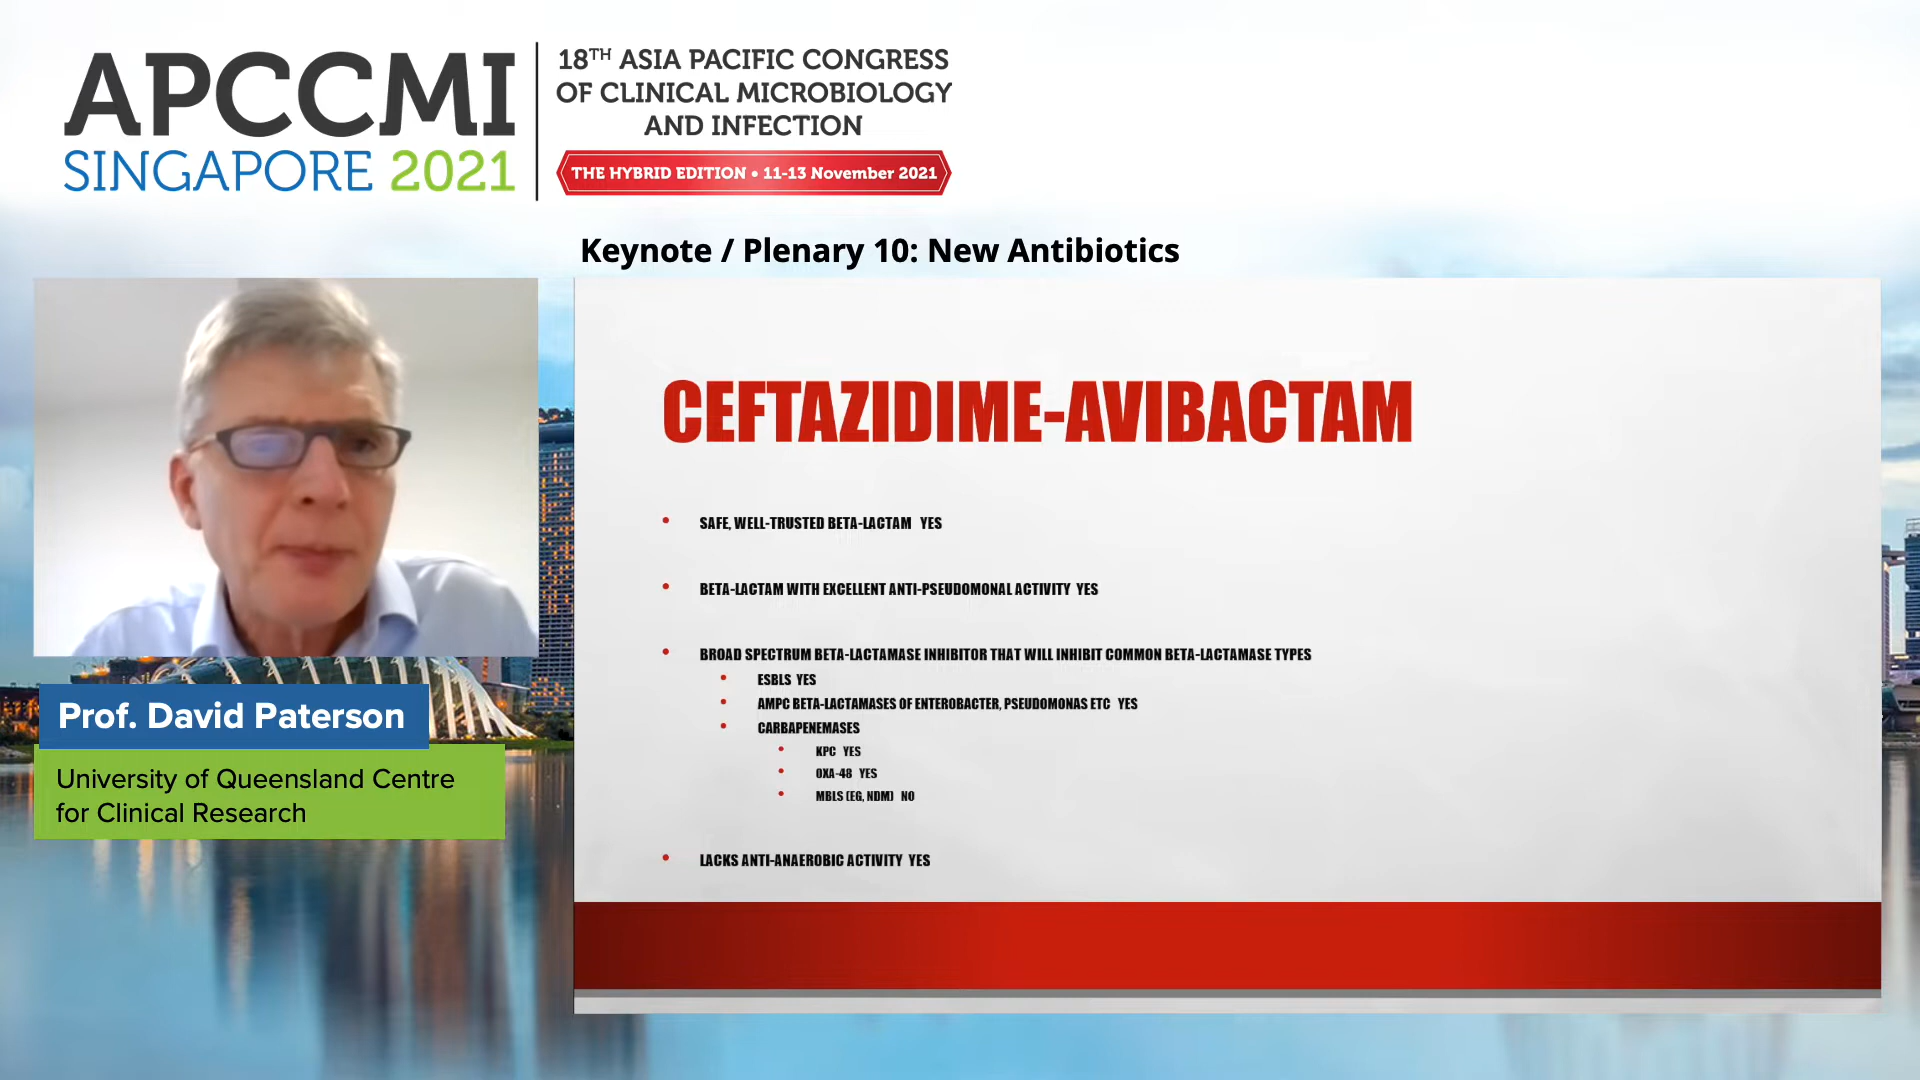 APCCMI
SINGAPORE 2021
18TH ASIA PACIFIC CONGRESS
OF CLINICAL MICROBIOLOGY
AND INFECTION
THE HYBRID EDITION • 11-13 November 2021
Keynote / Plenary 10: New Antibiotics
Prof. David Paterson
University of Queensland Centre
for Clinical Research
CEFTAZIDIME-AVIBACTAM
• SAFE, WELL-TRUSTED BETA-LACTAM YES
• BETA-LACTAM WITH EXCELLENT ANTI-PSEUDOMONAL ACTIVITY YES
• BROAD SPECTRUM BETA-LACTAMASE INHIBITOR THAT WILL INHIBIT COMMON BETA-LACTAMASE TYPES
• ESBLS YES
• AMPC BETA-LACTAMASES OF ENTEROBACTER, PSEUDOMONAS ETC YES
• CARBAPENEMASES
• KPC YES
• OXA-48 YES
• MBLS (EG, NDM) NO
• LACKS ANTI-ANAEROBIC ACTIVITY YES